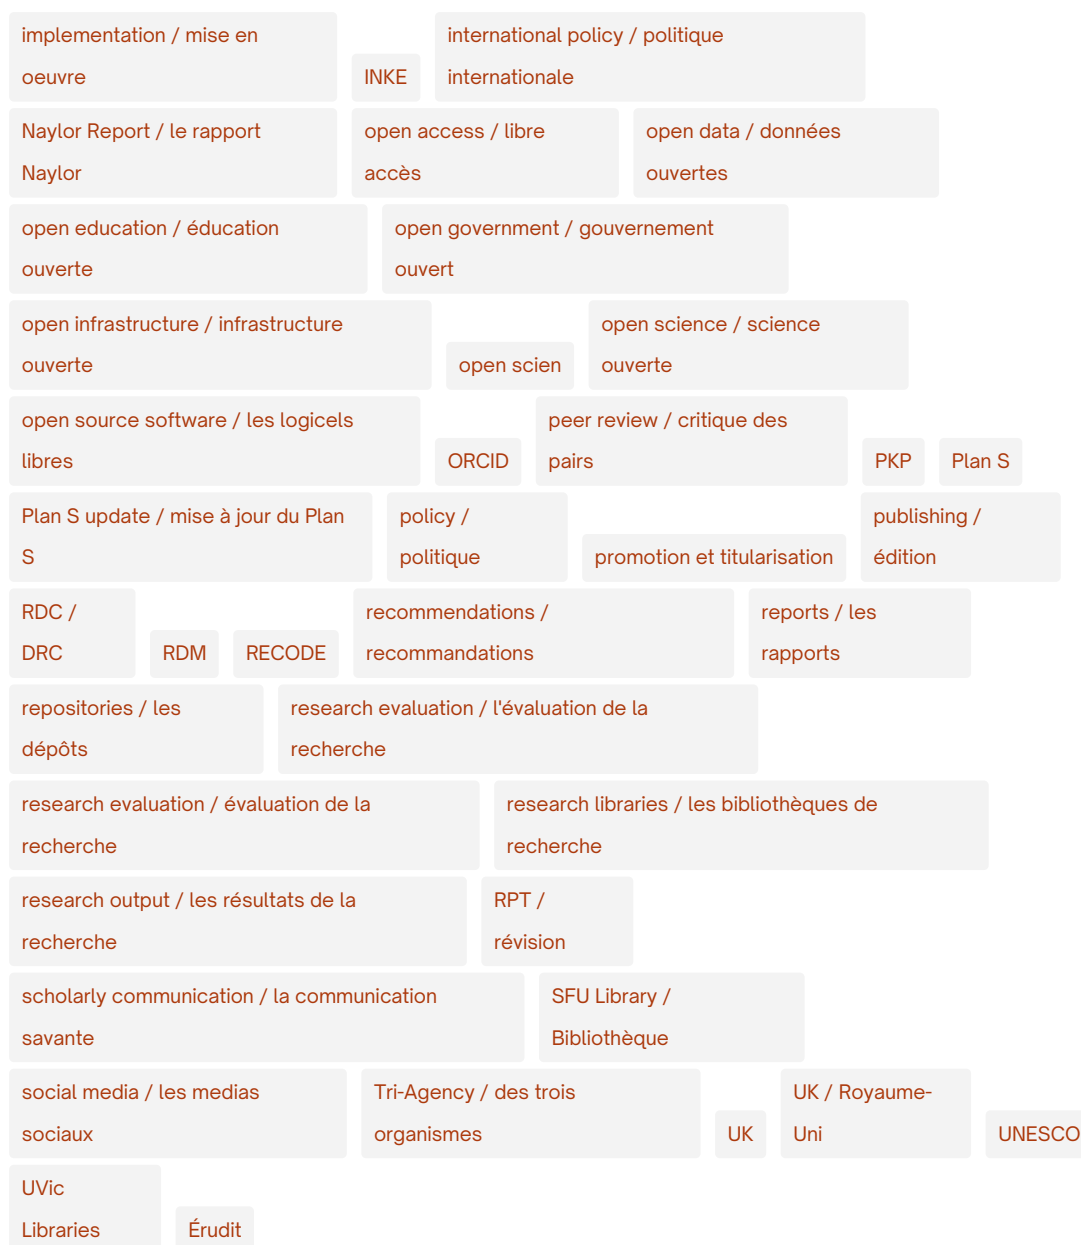 implementation / mise en
oeuvre
INKE
international policy / politique
internationale
Naylor Report / le rapport
Naylor
open access / libre
accès
open data / données
ouvertes
open education / éducation
ouverte
open government / gouvernement
ouvert
open infrastructure / infrastructure
ouverte
open scien
open science / science
ouverte
open source software / les logicels
libres
ORCID
peer review / critique des
pairs
PKP
Plan S
Plan S update / mise à jour du Plan
S
policy /
politique
promotion et titularisation
publishing /
édition
RDC /
DRC
RDM
RECODE
recommendations /
recommandations
reports / les
rapports
repositories / les
dépôts
research evaluation / l'évaluation de la
recherche
research evaluation / évaluation de la
recherche
research libraries / les bibliothèques de
recherche
research output / les résultats de la
recherche
RPT /
révision
scholarly communication / la communication
savante
SFU Library /
Bibliothèque
social media / les medias
sociaux
Tri-Agency / des trois
organismes
UK
UK / Royaume-
Uni
UNESCO
UVic
Libraries
Érudit